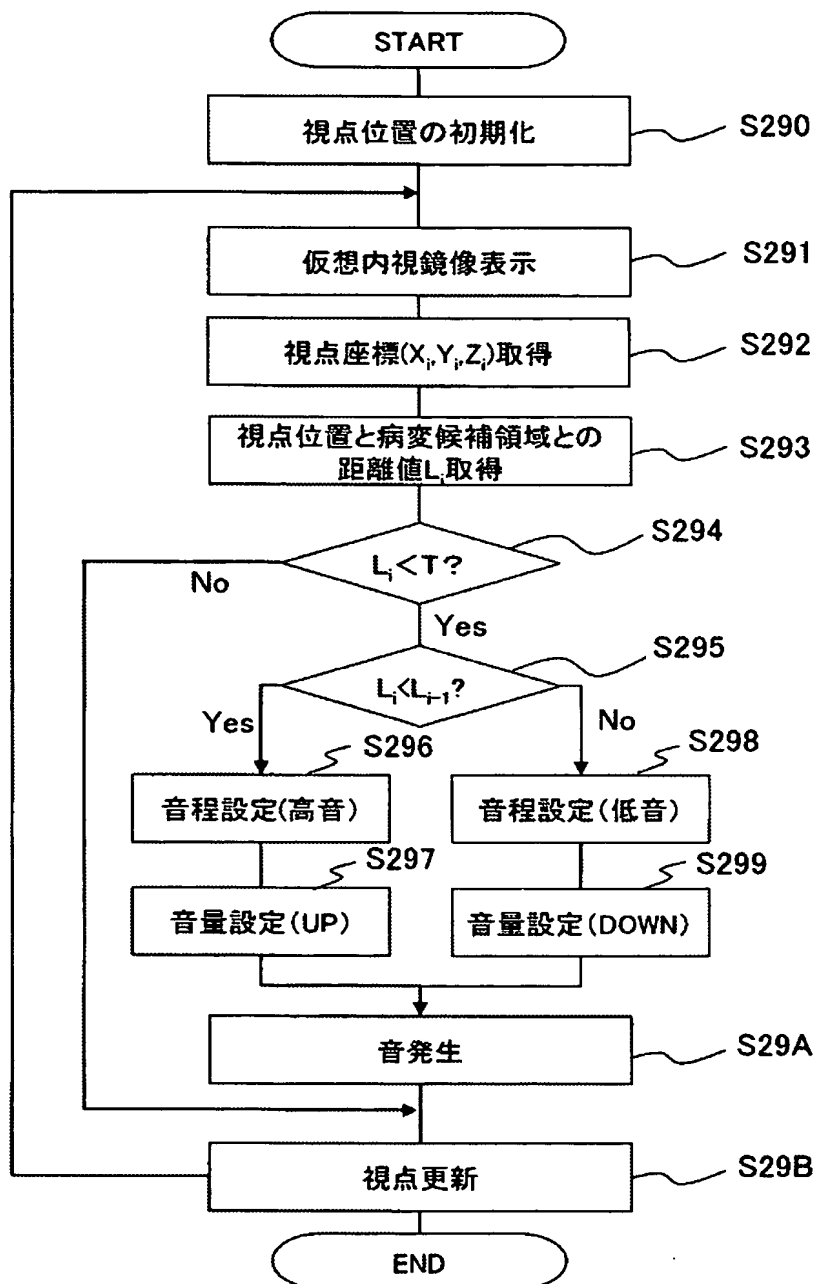 START
視点位置の初期化
S290
仮想内視鏡像表示
S291
視点座標(Xi,Yi,Zi)取得
S292
視点位置と病変候補領域との
距離値Li取得
S293
S294
Li<T?
No
Yes
S295
Li<Li-1?
Yes
No
S296
S298
音程設定(高音)
音程設定(低音)
S297
S299
音量設定(UP)
音量設定(DOWN)
音発生
S29A
視点更新
S29B
END